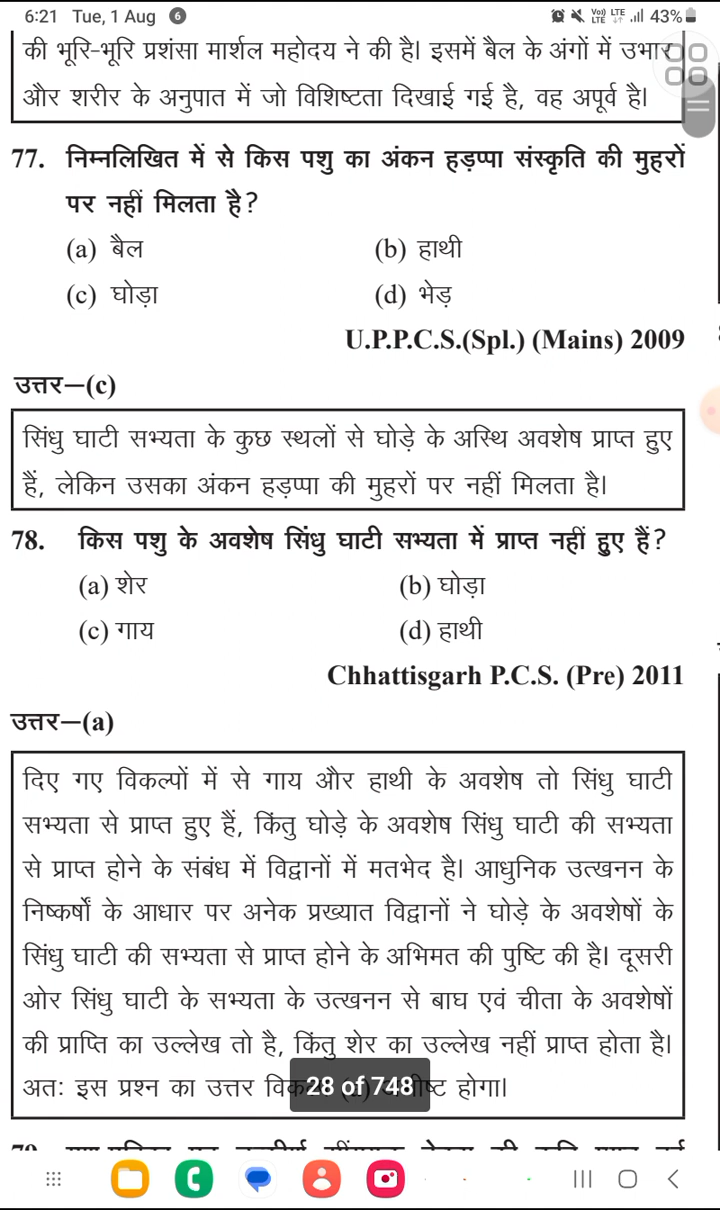 6:21 Tue, 1 Aug 6 Vo)) LTE LTE 43%
की भूरि-भूरि प्रशंसा मार्शल महोदय ने की है। इसमें बैल के अंगों में उभार
और शरीर के अनुपात में जो विशिष्टता दिखाई गई है, वह अपूर्व है।
77. निम्नलिखित में से किस पशु का अंकन हड़प्पा संस्कृति की मुहरों
पर नहीं मिलता है?
(a) बैल (b) हाथी
(c) घोड़ा (d) भेड़
U.P.P.C.S.(Spl.) (Mains) 2009
उत्तर—(c)
सिंधु घाटी सभ्यता के कुछ स्थलों से घोड़े के अस्थि अवशेष प्राप्त हुए
हैं, लेकिन उसका अंकन हड़प्पा की मुहरों पर नहीं मिलता है।
78. किस पशु के अवशेष सिंधु घाटी सभ्यता में प्राप्त नहीं हुए हैं?
(a) शेर (b) घोड़ा
(c) गाय (d) हाथी
Chhattisgarh P.C.S. (Pre) 2011
उत्तर—(a)
दिए गए विकल्पों में से गाय और हाथी के अवशेष तो सिंधु घाटी
सभ्यता से प्राप्त हुए हैं, किंतु घोड़े के अवशेष सिंधु घाटी की सभ्यता
से प्राप्त होने के संबंध में विद्वानों में मतभेद है। आधुनिक उत्खनन के
निष्कर्षों के आधार पर अनेक प्रख्यात विद्वानों ने घोड़े के अवशेषों के
सिंधु घाटी की सभ्यता से प्राप्त होने के अभिमत की पुष्टि की है। दूसरी
ओर सिंधु घाटी के सभ्यता के उत्खनन से बाघ एवं चीता के अवशेषों
की प्राप्ति का उल्लेख तो है, किंतु शेर का उल्लेख नहीं प्राप्त होता है।
अत: इस प्रश्न का उत्तर 28 of 748 होगा।